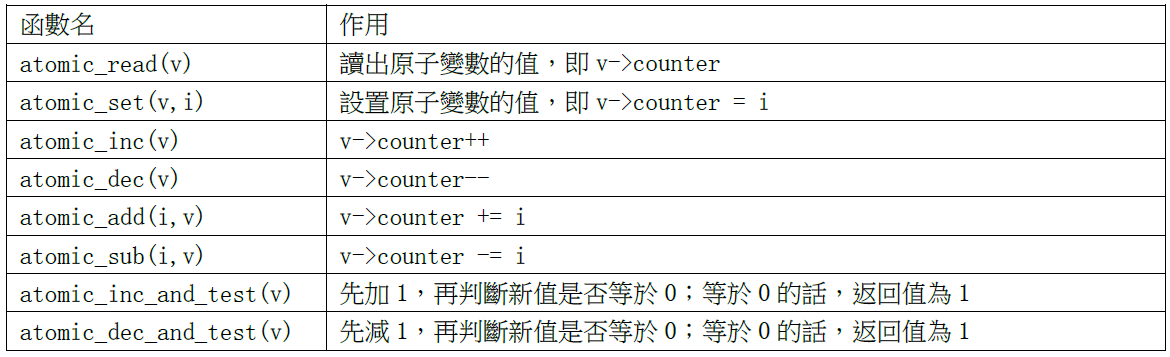 函數名 作用
atomic_read(v) 讀出原子變數的值，即 v->counter
atomic_set(v,i) 設置原子變數的值，即 v->counter = i
atomic_inc(v) v->counter++
atomic_dec(v) v->counter--
atomic_add(i,v) v->counter += i
atomic_sub(i,v) v->counter -= i
atomic_inc_and_test(v) 先加 1，再判斷新值是否等於 0；等於 0 的話，返回值為 1
atomic_dec_and_test(v) 先減 1，再判斷新值是否等於 0；等於 0 的話，返回值為 1